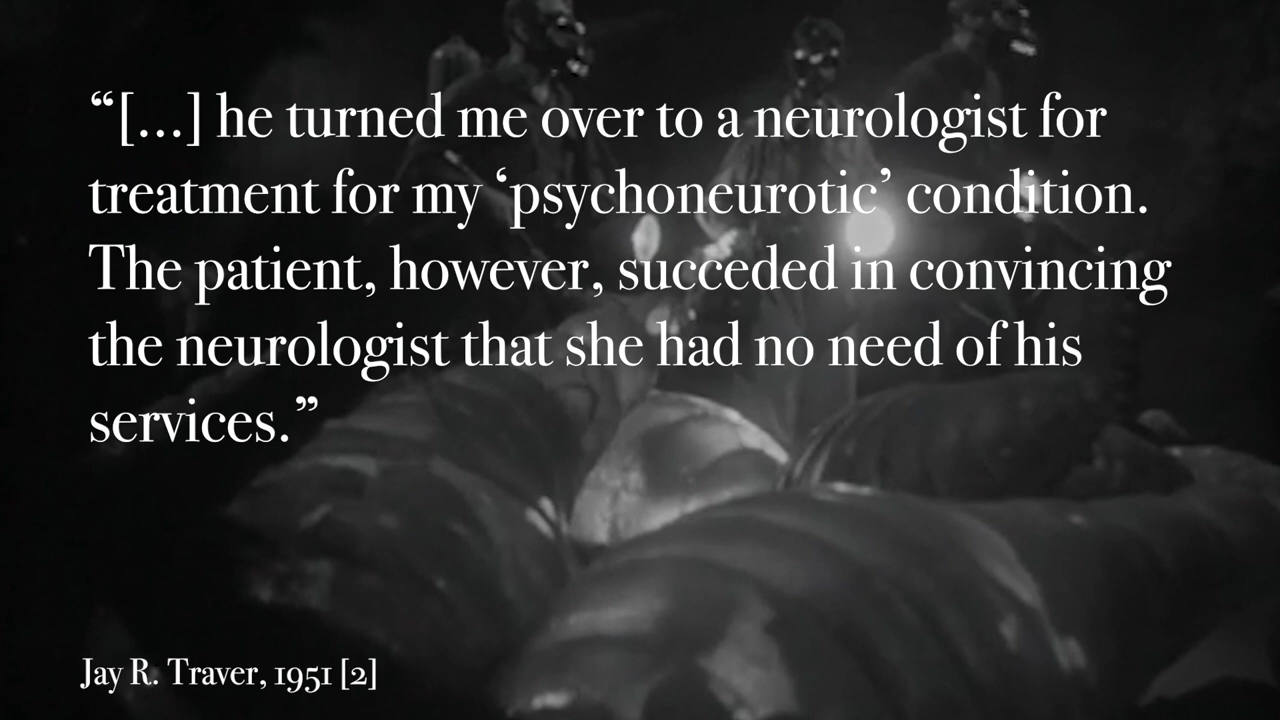 “[...] he turned me over to a neurologist for
treatment for my ‘psychoneurotic’ condition.
The patient, however, succeded in convincing
the neurologist that she had no need of his
services.”
Jay R. Traver, 1951 [2]